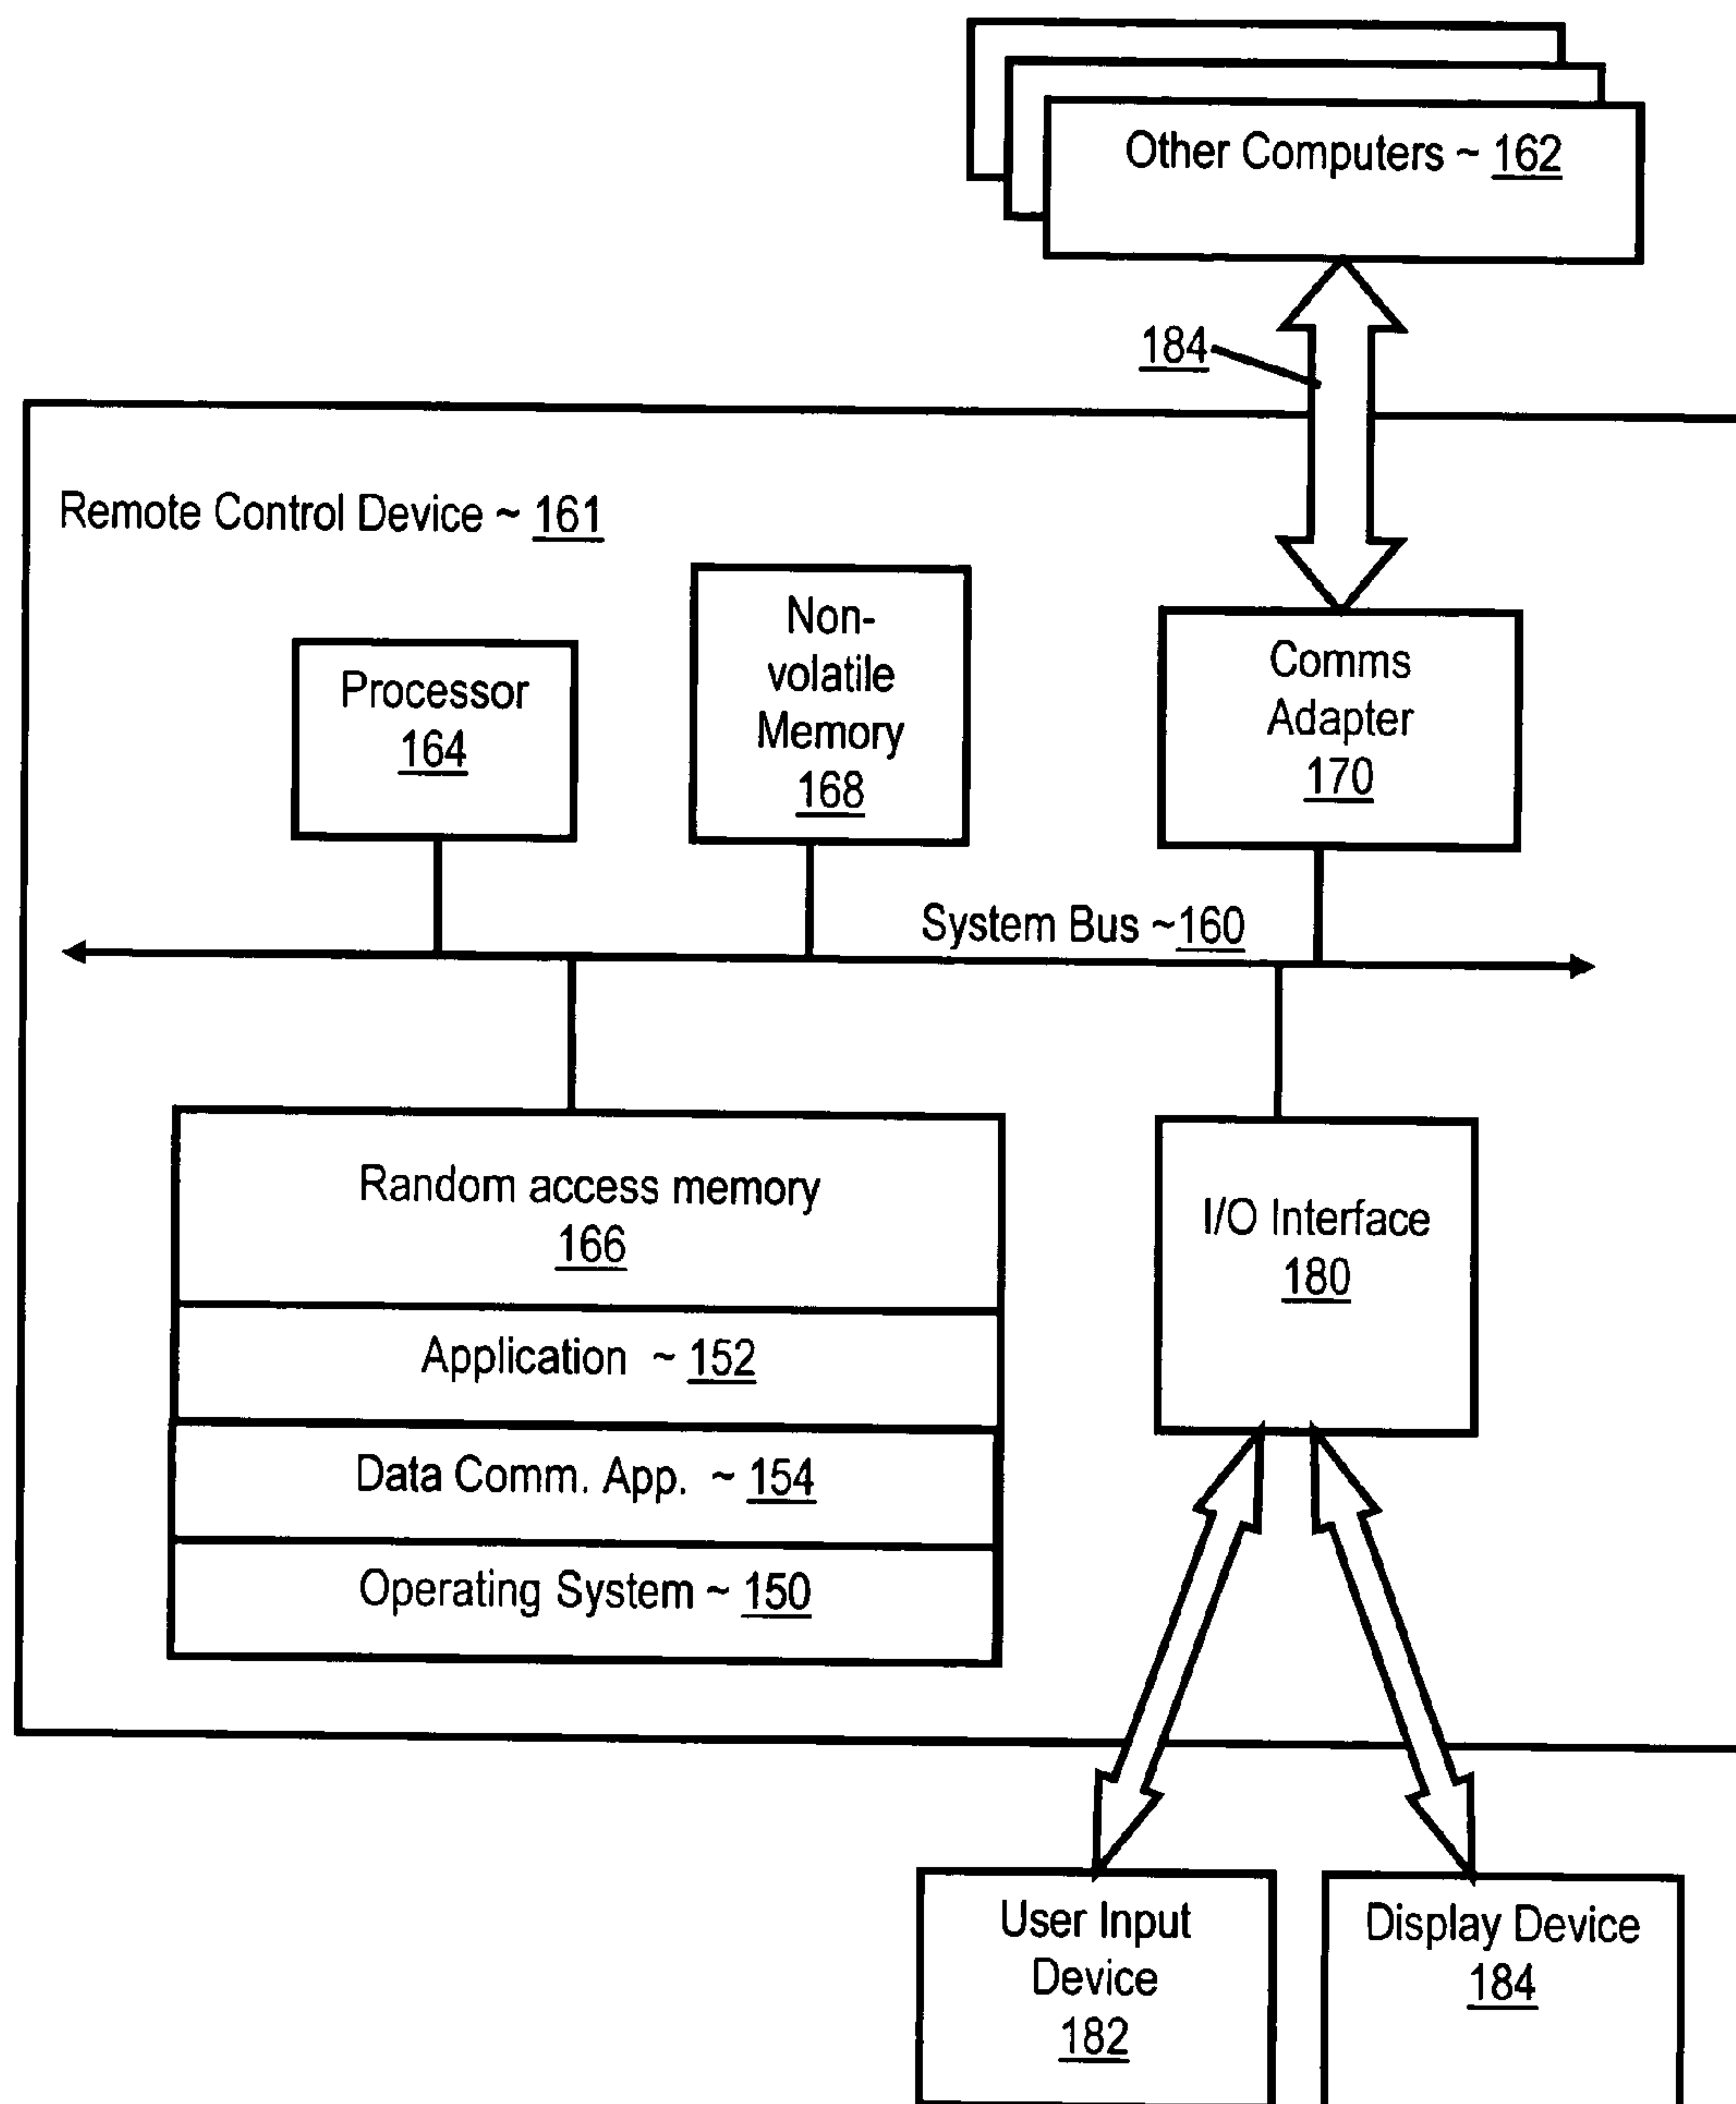 Other Computers ~ 162
184
Remote Control Device ~ 161
Non-
volatile
Memory
168
Processor
164
Comms
Adapter
170
System Bus ~160
Random access memory
166
I/O Interface
180
Application ~ 152
Data Comm. App. ~ 154
Operating System ~ 150
User Input
Device
182
Display Device
184